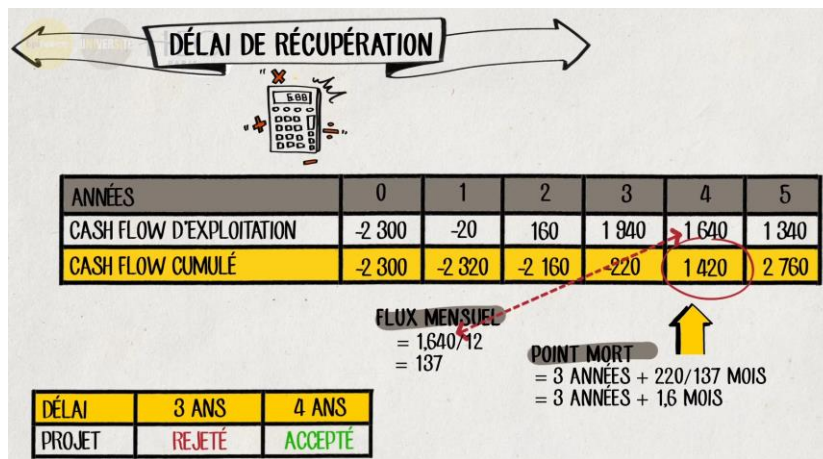 DÉLAI DE RÉCUPÉRATION
5.00
ANNÉES 0 1 2 3 4 5
CASH FLOW D'EXPLOITATION -2 300 -20 160 1 940 1 640 1 340
CASH FLOW CUMULÉ -2 300 -2 320 -2 160 -220 1 420 2 760
FLUX MENSUEL
= 1,640/12
= 137
POINT MORT
= 3 ANNÉES + 220/137 MOIS
= 3 ANNÉES + 1,6 MOIS
DÉLAI 3 ANS 4 ANS
PROJET REJETÉ ACCEPTÉ